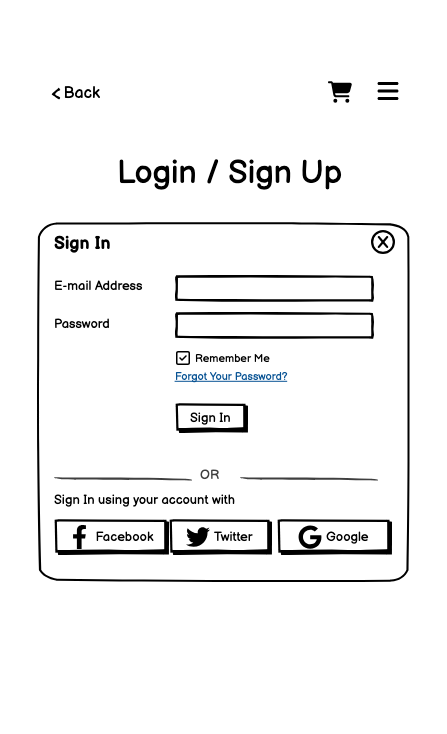 < Back
Login / Sign Up
Sign In
E-mail Address
Password
Remember Me
Forgot Your Password?
Sign In
OR
Sign In using your account with
Facebook Twitter Google